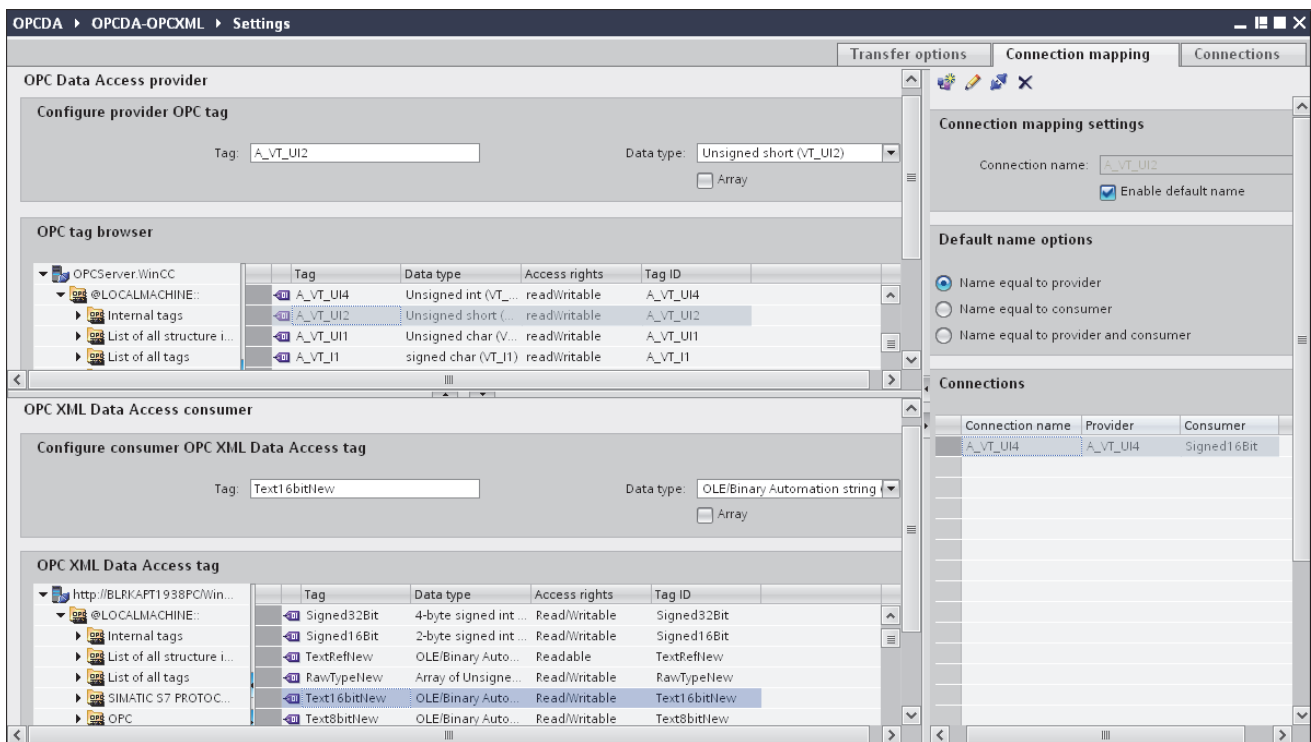 OPCDA ▸ OPCDA-OPCXML ▸ Settings
Transfer options Connection mapping Connections
OPC Data Access provider
Configure provider OPC tag
Tag: A_VT_UI2 Data type: Unsigned short (VT_UI2)
Array
OPC tag browser
OPCServer.WinCC
@LOCALMACHINE::
Internal tags
List of all structure i...
List of all tags
Tag Data type Access rights Tag ID
A_VT_UI4 Unsigned int (VT_... readWritable A_VT_UI4
A_VT_UI2 Unsigned short (... readWritable A_VT_UI2
A_VT_UI1 Unsigned char (V... readWritable A_VT_UI1
A_VT_I1 signed char (VT_I1) readWritable A_VT_I1
OPC XML Data Access consumer
Configure consumer OPC XML Data Access tag
Tag: Text16bitNew Data type: OLE/Binary Automation string (
Array
OPC XML Data Access tag
http://BLRKAPT1938PC/Win...
@LOCALMACHINE::
Internal tags
List of all structure i...
List of all tags
SIMATIC S7 PROTOC...
OPC
Tag Data type Access rights Tag ID
Signed32Bit 4-byte signed int ... Read/Writable Signed32Bit
Signed16Bit 2-byte signed int ... Read/Writable Signed16Bit
TextRefNew OLE/Binary Auto... Readable TextRefNew
RawTypeNew Array of Unsigne... Read/Writable RawTypeNew
Text16bitNew OLE/Binary Auto... Read/Writable Text16bitNew
Text8bitNew OLE/Binary Auto... Read/Writable Text8bitNew
Connection mapping settings
Connection name: A_VT_UI2
Enable default name
Default name options
Name equal to provider
Name equal to consumer
Name equal to provider and consumer
Connections
Connection name Provider Consumer
A_VT_UI4 A_VT_UI4 Signed16Bit